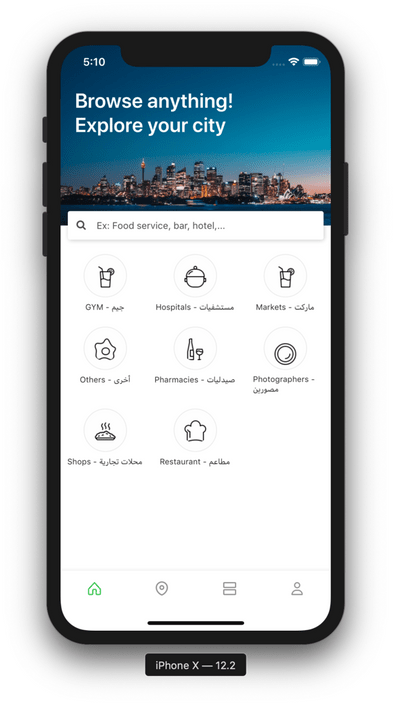 5:10
Browse anything!
Explore your city
Ex: Food service, bar, hotel,...
GYM - جيم
Hospitals - مستشفيات
Markets - ماركت
Others - أخرى
Pharmacies - صيدليات
Photographers -
مصورين
Shops - محلات تجارية
Restaurant - مطاعم
iPhone X — 12.2